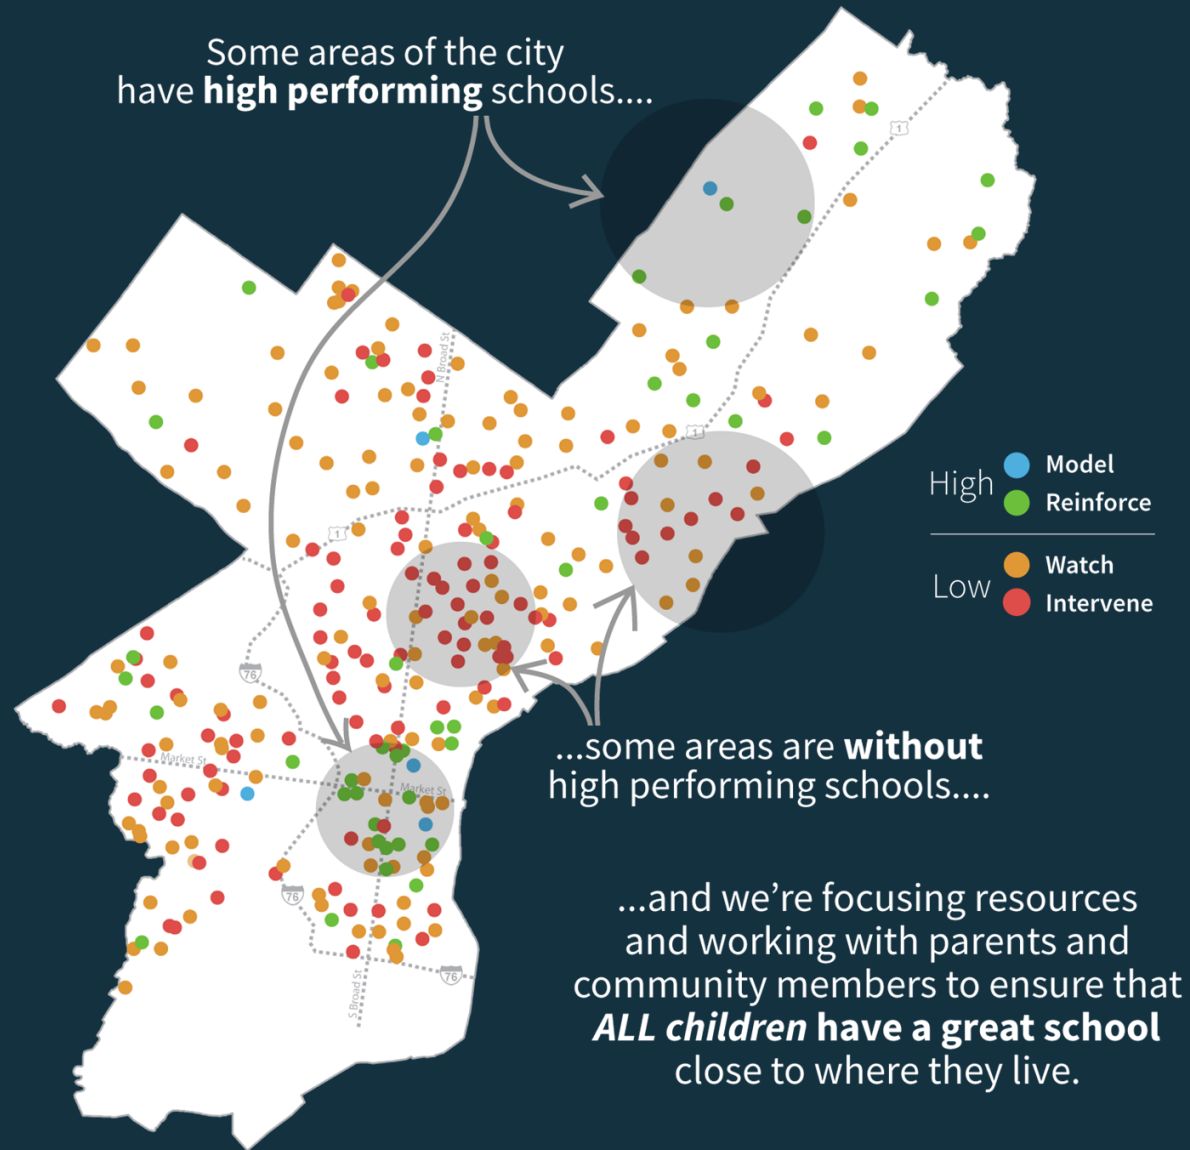 Some areas of the city
have high performing schools....
1
N Broad St
1
1
High
Model
Reinforce
Low
Watch
Intervene
76
...some areas are without
high performing schools....
Market St
Market St
76
...and we're focusing resources
and working with parents and
community members to ensure that
ALL children have a great school
close to where they live.
76
S Broad St